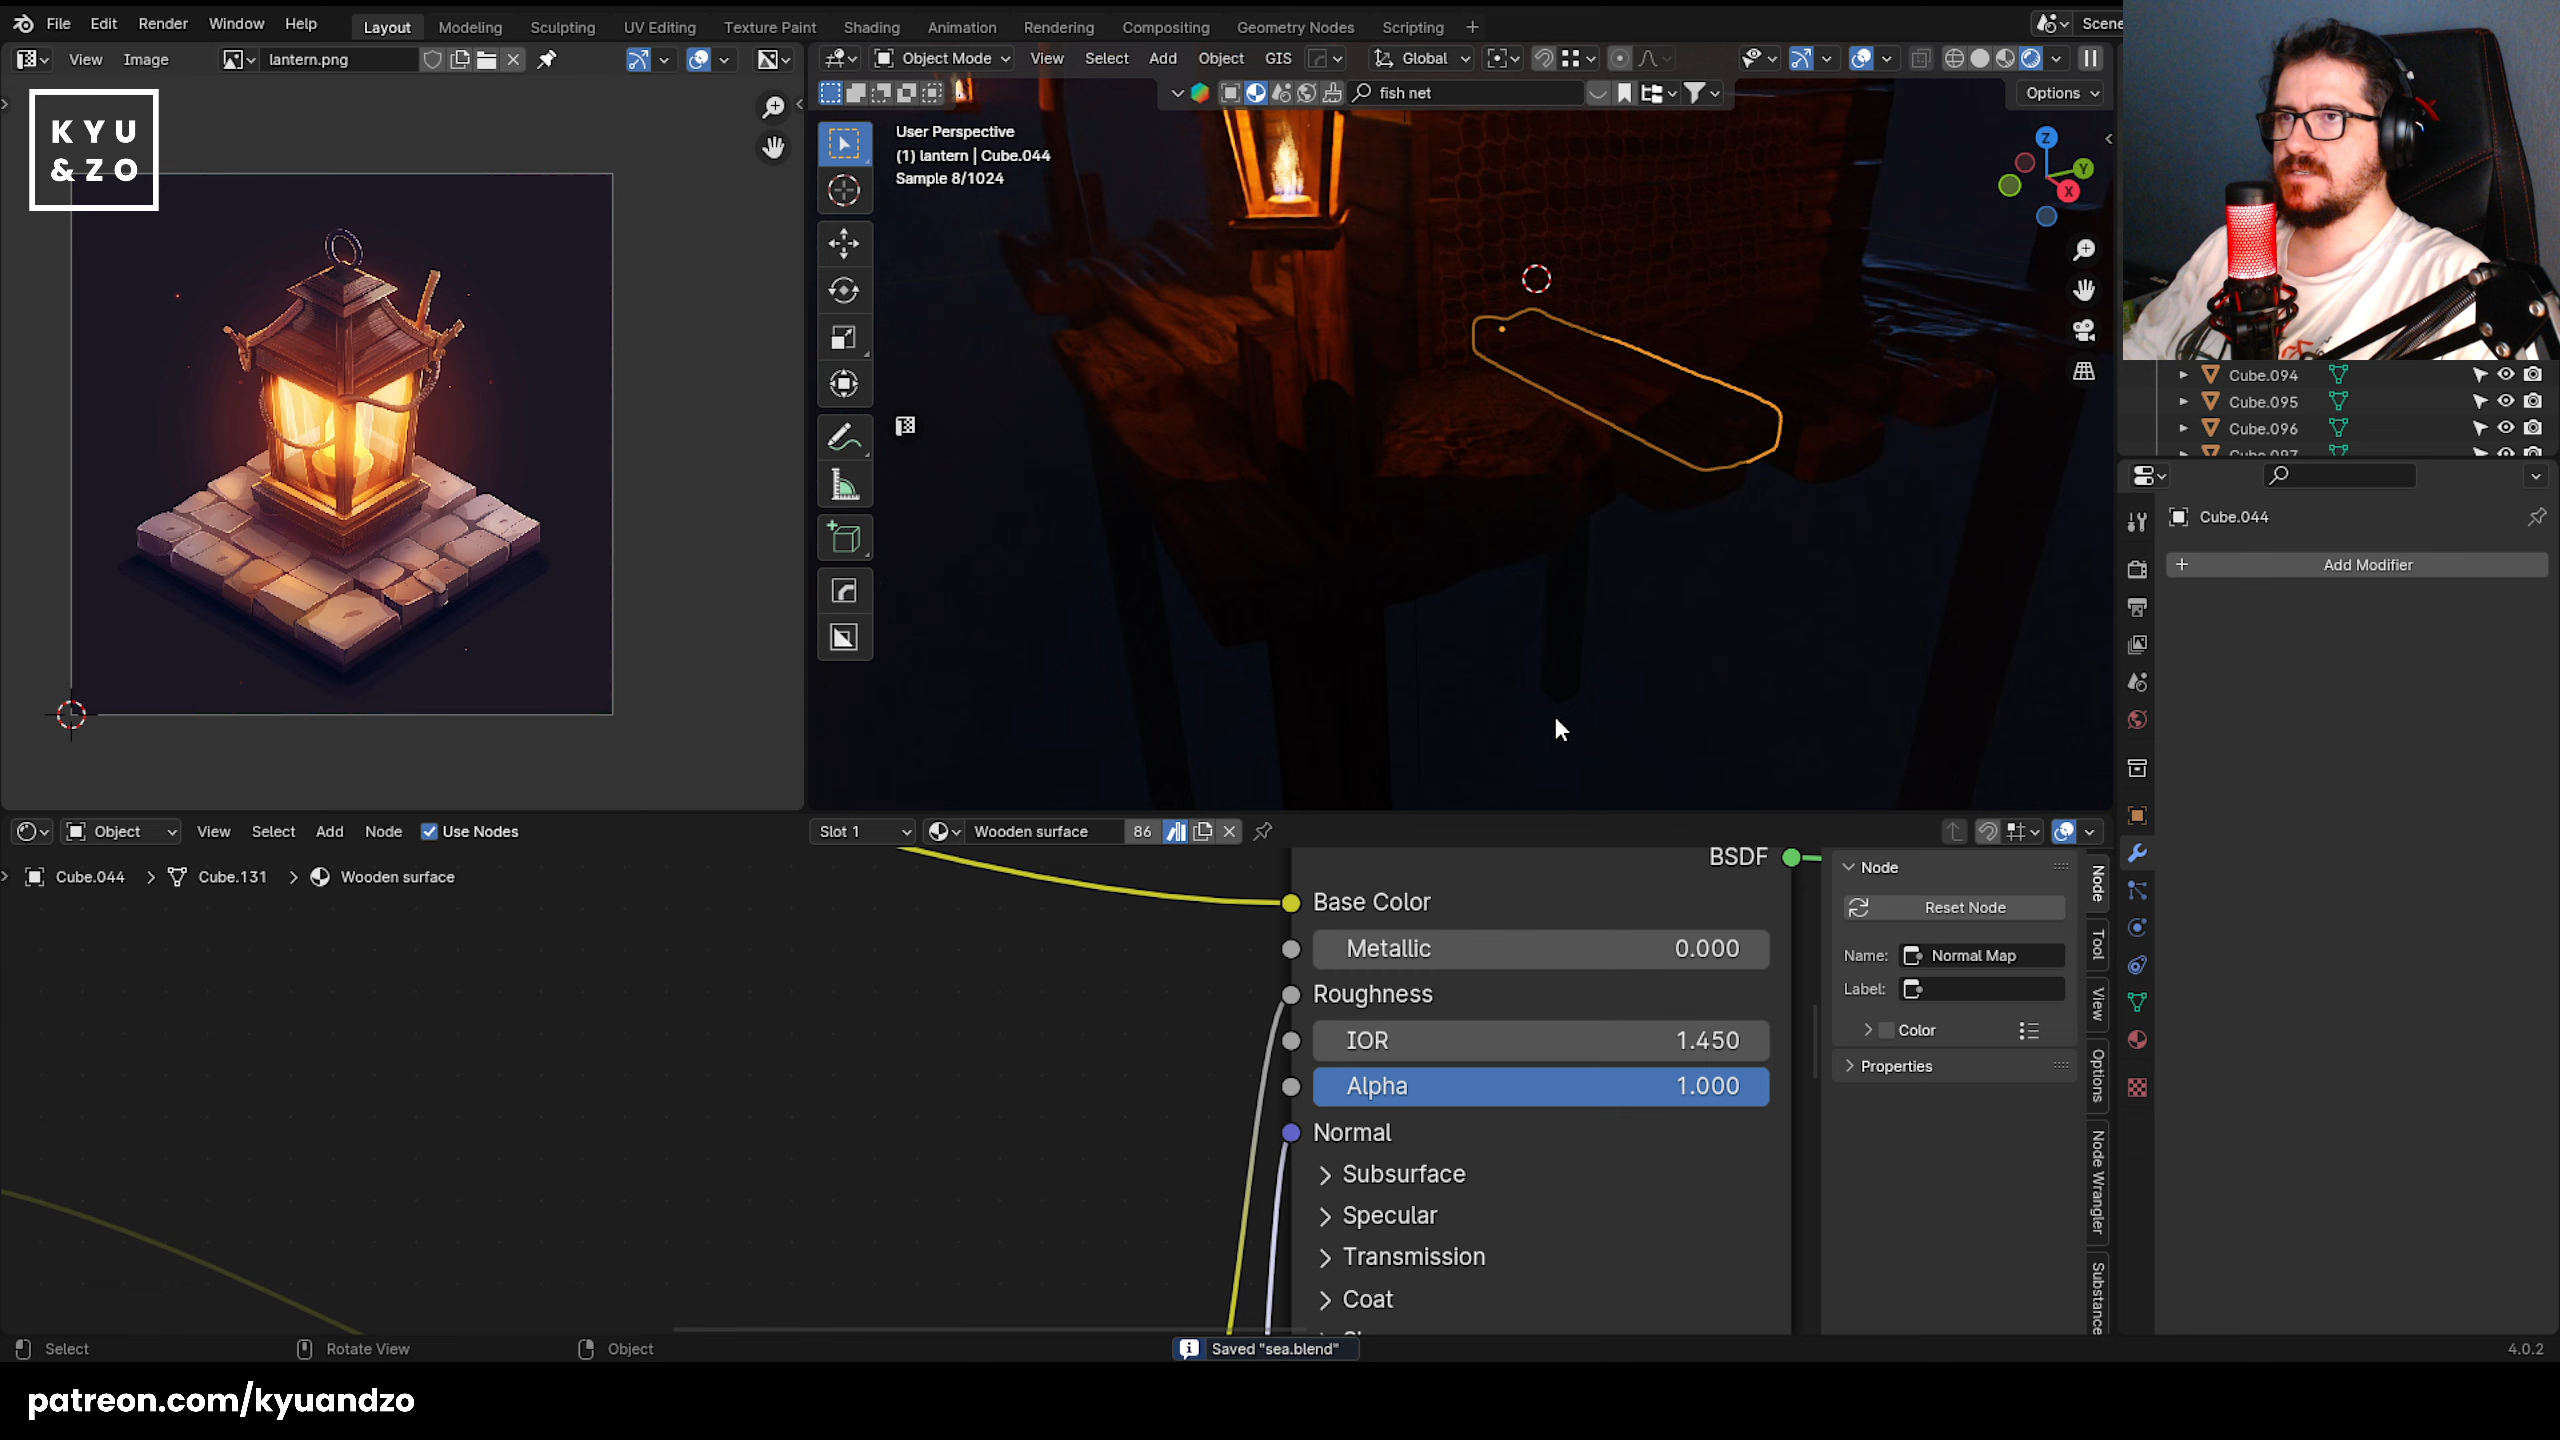 File Edit Render Window Help
Layout Modeling Sculpting UV Editing Texture Paint Shading Animation Rendering Compositing Geometry Nodes Scripting +
Scene
View Image lantern.png
Object Mode View Select Add Object GIS Global
fish net
Options
KYU
&ZO
User Perspective
(1) lantern | Cube.044
Sample 8/1024
Z
Y
X
Cube.094
Cube.095
Cube.096
Cube.097
Cube.044
Add Modifier
Object View Select Add Node Use Nodes
Slot 1 Wooden surface 86
Cube.044 > Cube.131 > Wooden surface
BSDF
Base Color
Metallic 0.000
Roughness
IOR 1.450
Alpha 1.000
Normal
Subsurface
Specular
Transmission
Coat
Node
Reset Node
Name: Normal Map
Label:
Color
Properties
Node
Tool
View
Options
Node Wrangler
Substance
Select Rotate View Object
Saved "sea.blend"
4.0.2
patreon.com/kyuandzo